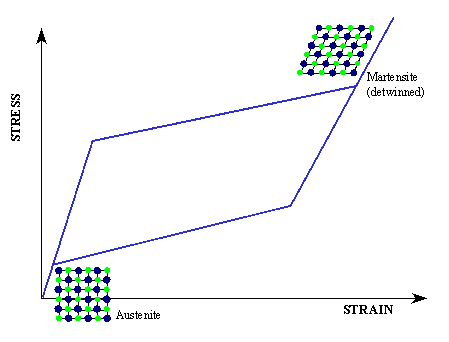 STRESS
Martensite
(detwinned)
Austenite
STRAIN